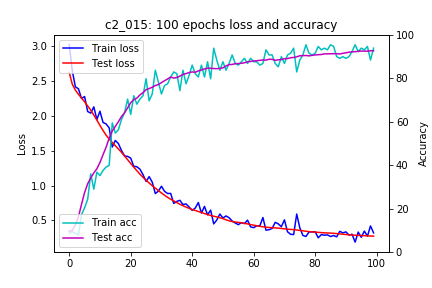 c2_015: 100 epochs loss and accuracy
Train loss
Test loss
Train acc
Test acc
Loss
3.0
2.5
2.0
1.5
1.0
0.5
Accuracy
100
80
60
40
20
0
0 20 40 60 80 100